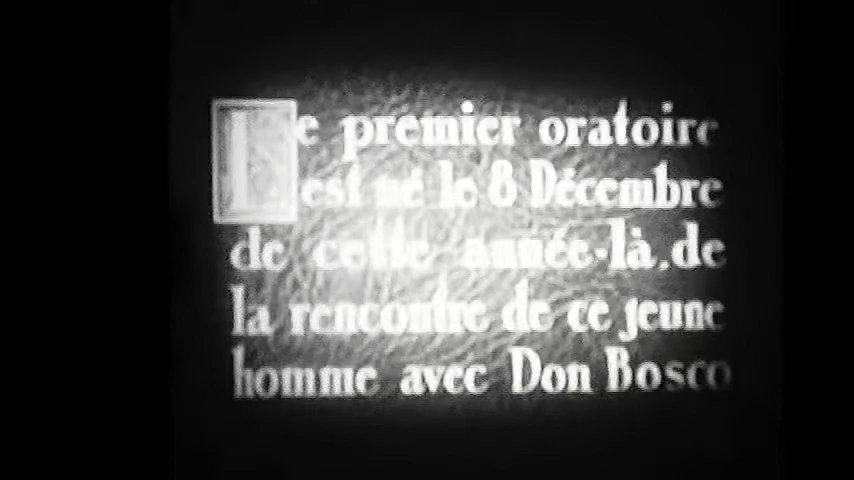 Le premier oratoire
est né le 8 Décembre
de cette année-là, de
la rencontre de ce jeune
homme avec Don Bosco